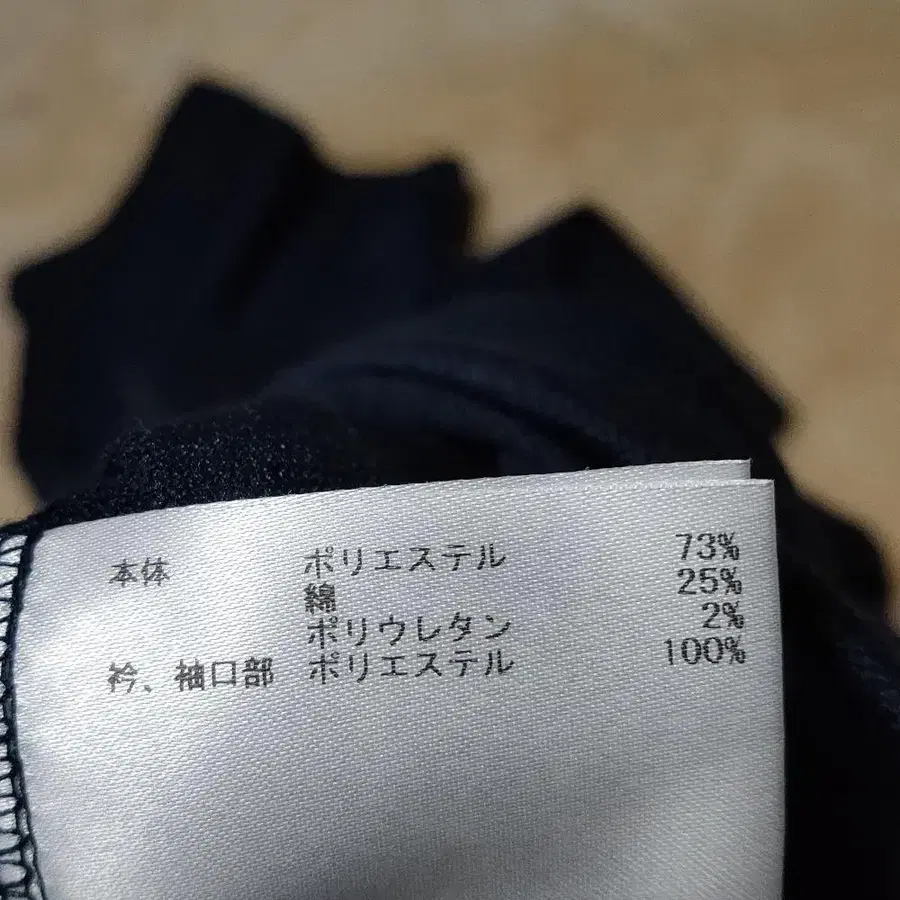 本体 ポリエステル 73%
綿 25%
ポリウレタン 2%
衿、袖口部 ポリエステル 100%